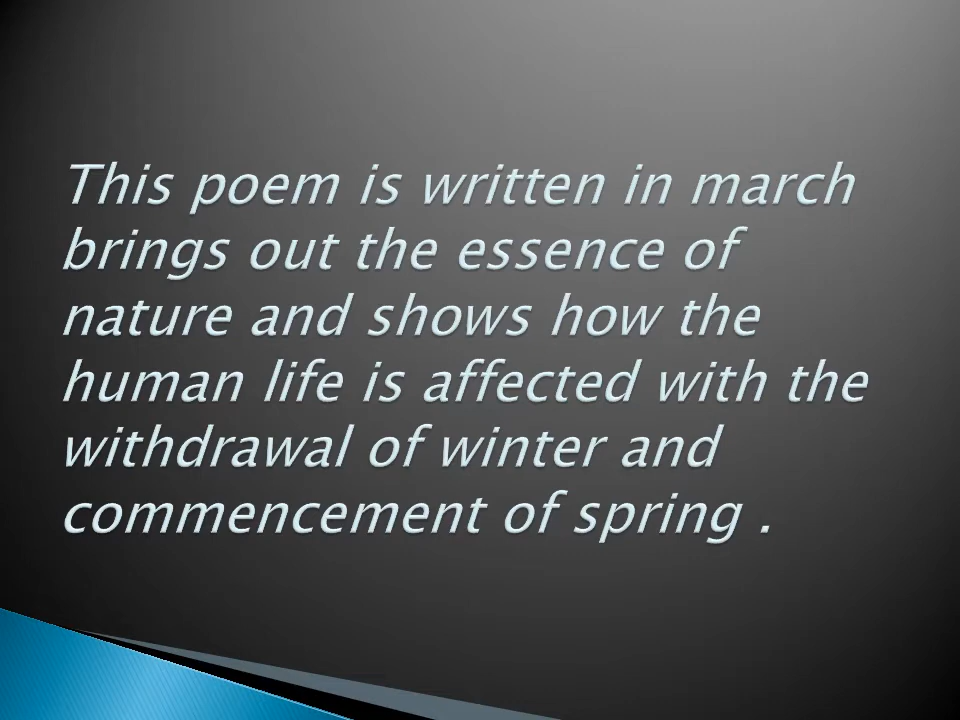 This poem is written in march
brings out the essence of
nature and shows how the
human life is affected with the
withdrawal of winter and
commencement of spring .